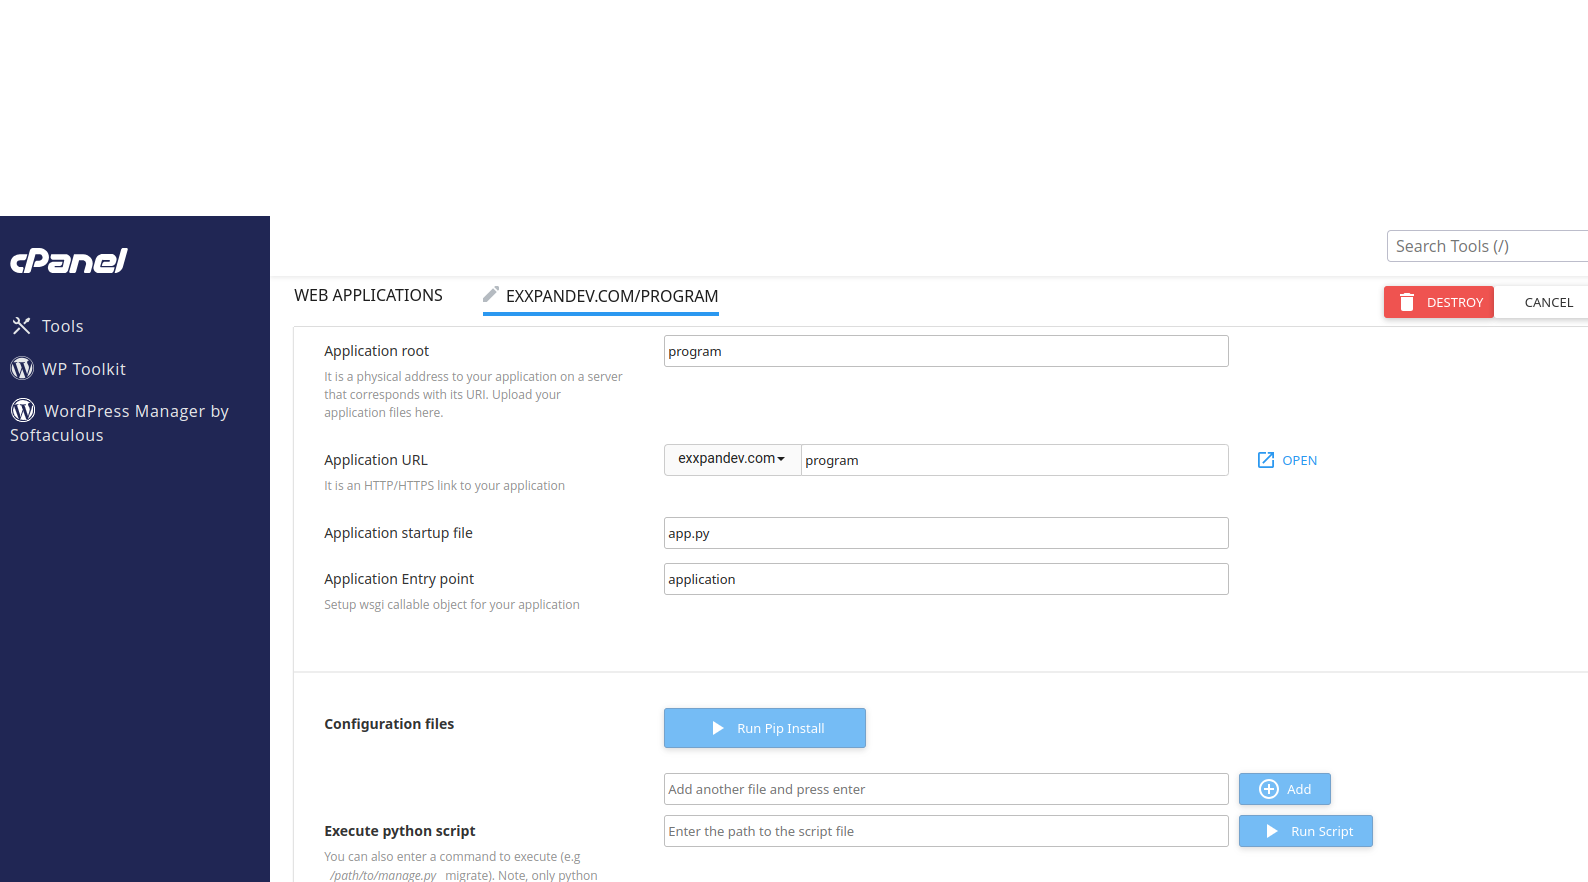 cPanel
Search Tools (/)
WEB APPLICATIONS
EXXPANDEV.COM/PROGRAM
DESTROY
CANCEL
Tools
WP Toolkit
WordPress Manager by
Softaculous
Application root
program
It is a physical address to your application on a server
that corresponds with its URI. Upload your
application files here.
Application URL
exxpandev.com
program
OPEN
It is an HTTP/HTTPS link to your application
Application startup file
app.py
Application Entry point
application
Setup wsgi callable object for your application
Configuration files
Run Pip Install
Add another file and press enter
Add
Execute python script
Enter the path to the script file
Run Script
You can also enter a command to execute (e.g
/path/to/manage.py migrate). Note, only python